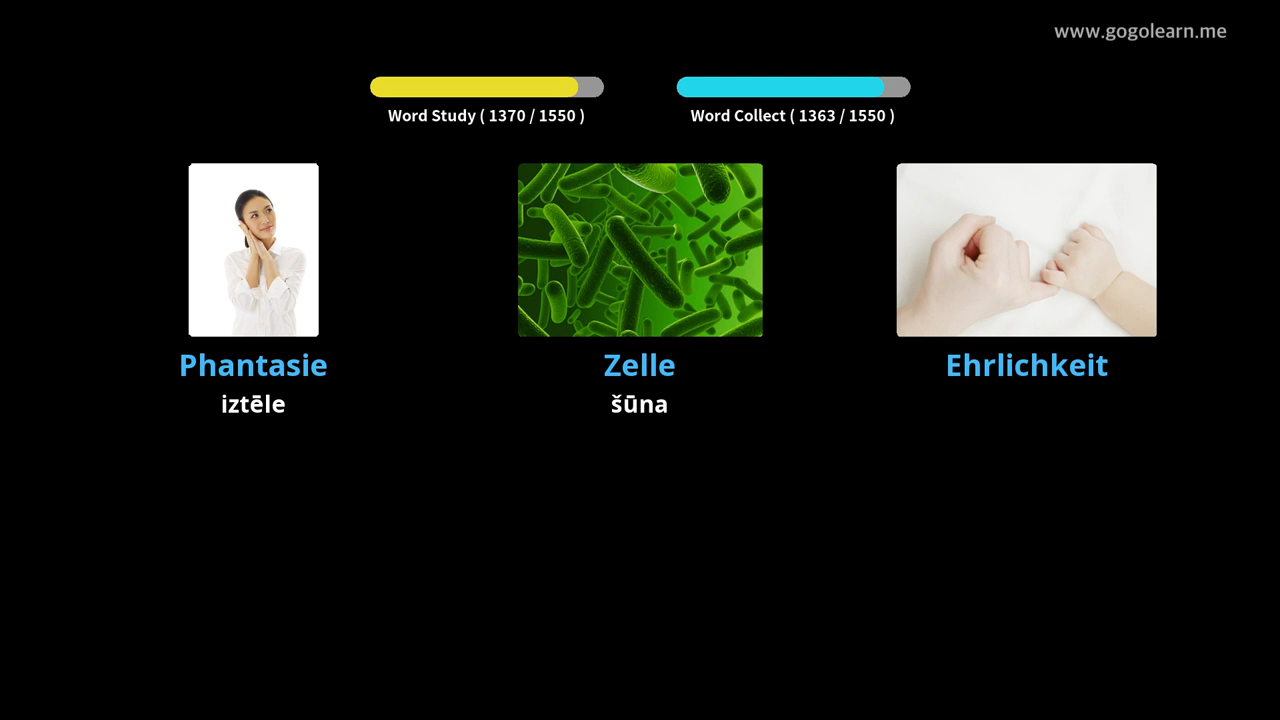 www.gogolearn.me
Word Study ( 1370 / 1550 )
Word Collect ( 1363 / 1550 )
Phantasie
iztēle
Zelle
šūna
Ehrlichkeit